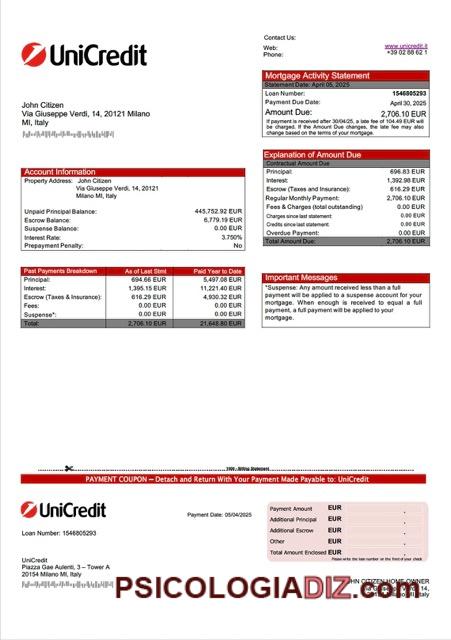 UniCredit
Contact Us:
Web: www.unicredit.it
Phone: +39 02 88 62 1
Mortgage Activity Statement
Statement Date: April 05, 2025
Loan Number: 1546805293
Payment Due Date: April 30, 2025
Amount Due: 2,706.10 EUR
If payment is received after 30/04/25, a late fee of 104.49 EUR will
be charged. If the Amount Due changes, the late fee may also
change based on the terms of your mortgage.
John Citizen
Via Giuseppe Verdi, 14, 20121 Milano
MI, Italy
Explanation of Amount Due
Contractual Amount Due
Principal: 696.83 EUR
Interest: 1,392.98 EUR
Escrow (Taxes and Insurance): 616.29 EUR
Regular Monthly Payment: 2,706.10 EUR
Fees & Charges (total outstanding) 0.00 EUR
Charges since last statement: 0.00 EUR
Credits since last statement: 0.00 EUR
Overdue Payment: 0.00 EUR
Total Amount Due: 2,706.10 EUR
Account Information
Property Address: John Citizen
Via Giuseppe Verdi, 14, 20121
Milano MI, Italy
Unpaid Principal Balance: 445,752.92 EUR
Escrow Balance: 6,779.19 EUR
Suspense Balance: 0.00 EUR
Interest Rate: 3.750%
Prepayment Penalty: No
Past Payments Breakdown As of Last Stmt Paid Year to Date
Principal: 694.66 EUR 5,497.08 EUR
Interest: 1,395.15 EUR 11,221.40 EUR
Escrow (Taxes & Insurance): 616.29 EUR 4,930.32 EUR
Fees: 0.00 EUR 0.00 EUR
Suspense*: 0.00 EUR 0.00 EUR
Total: 2,706.10 EUR 21,648.80 EUR
Important Messages
*Suspense: Any amount received less than a full
payment will be applied to a suspense account for your
mortgage. When enough is received to equal a full
payment, a full payment will be applied to your
mortgage.
Billing Statement
PAYMENT COUPON – Detach and Return With Your Payment Made Payable to: UniCredit
UniCredit
Payment Date: 05/04/2025
Loan Number: 1546805293
Payment Amount EUR
Additional Principal EUR
Additional Escrow EUR
Other EUR
Total Amount Enclosed EUR
Please write the loan number on the front of your check
UniCredit
Piazza Gae Aulenti, 3 – Tower A
20154 Milano MI, Italy
PSICOLOGIADIZ.com
HN CITIZEN HOME OWNER